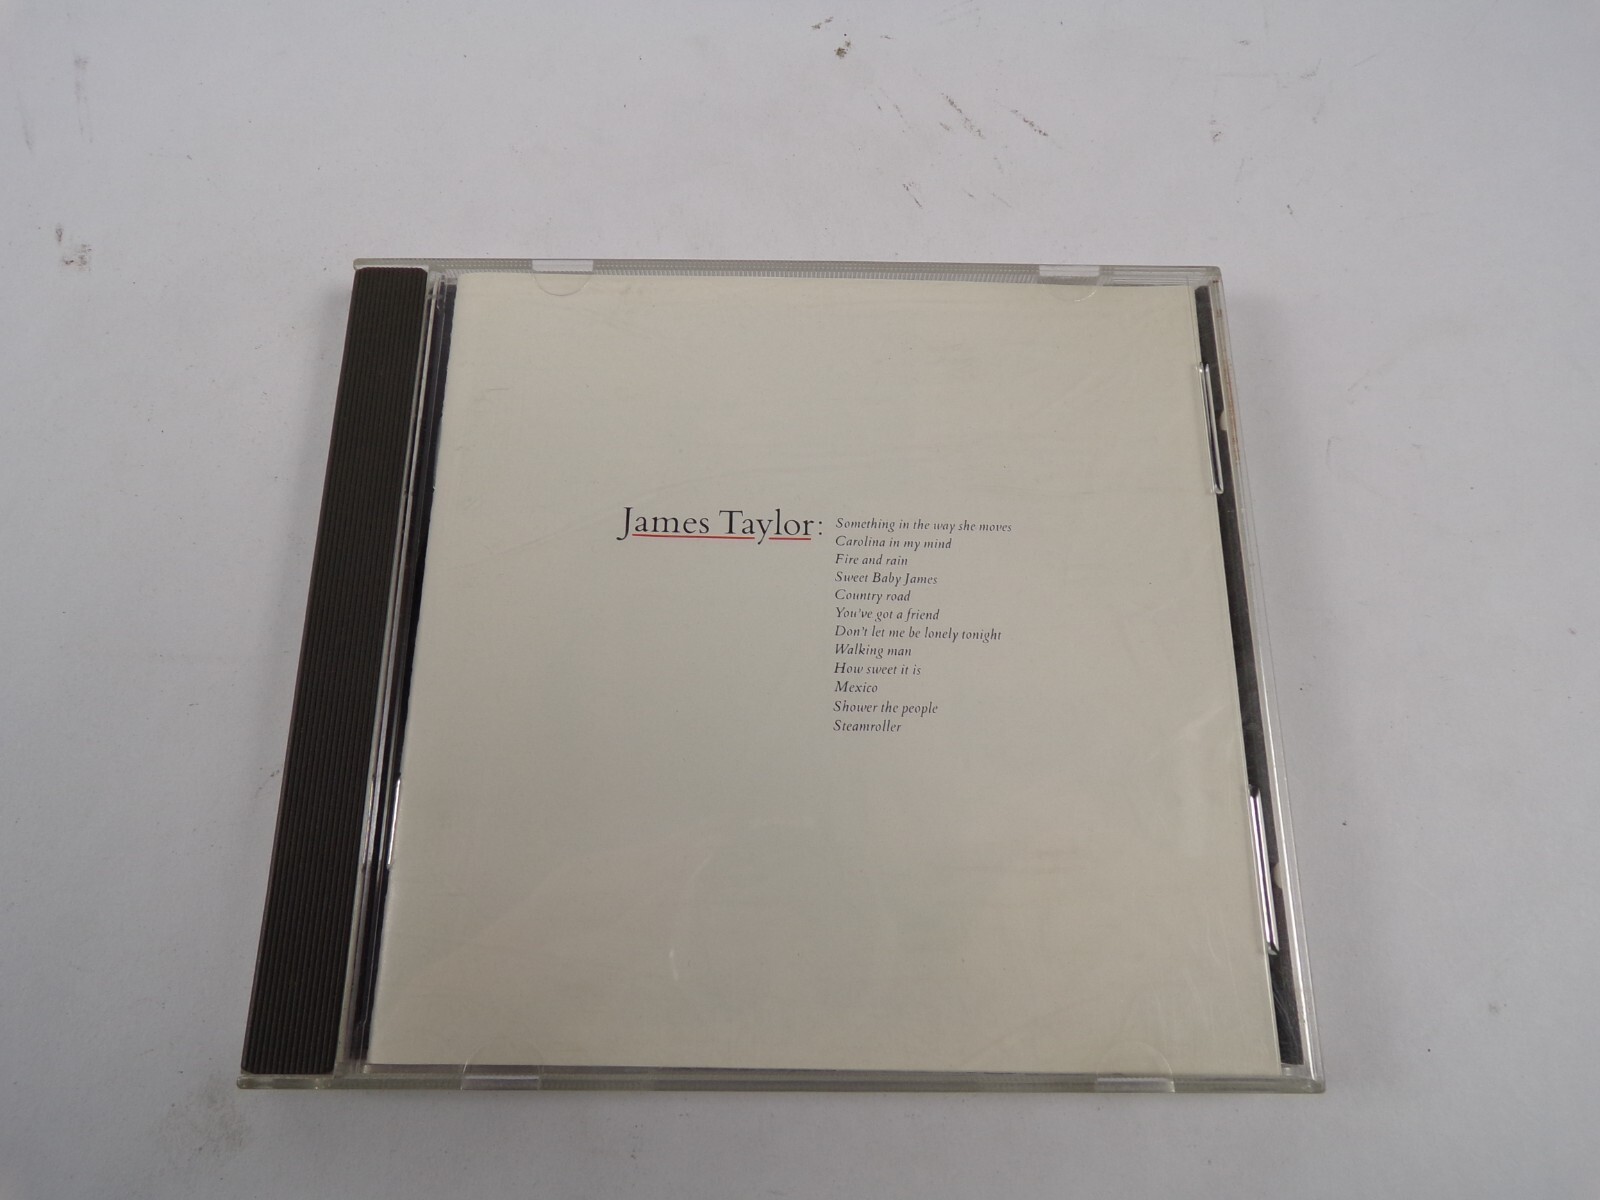 James Taylor: Something in the way she moves
Carolina in my mind
Fire and rain
Sweet Baby James
Country road
You've got a friend
Don't let me be lonely tonight
Walking man
How sweet it is
Mexico
Shower the people
Steamroller